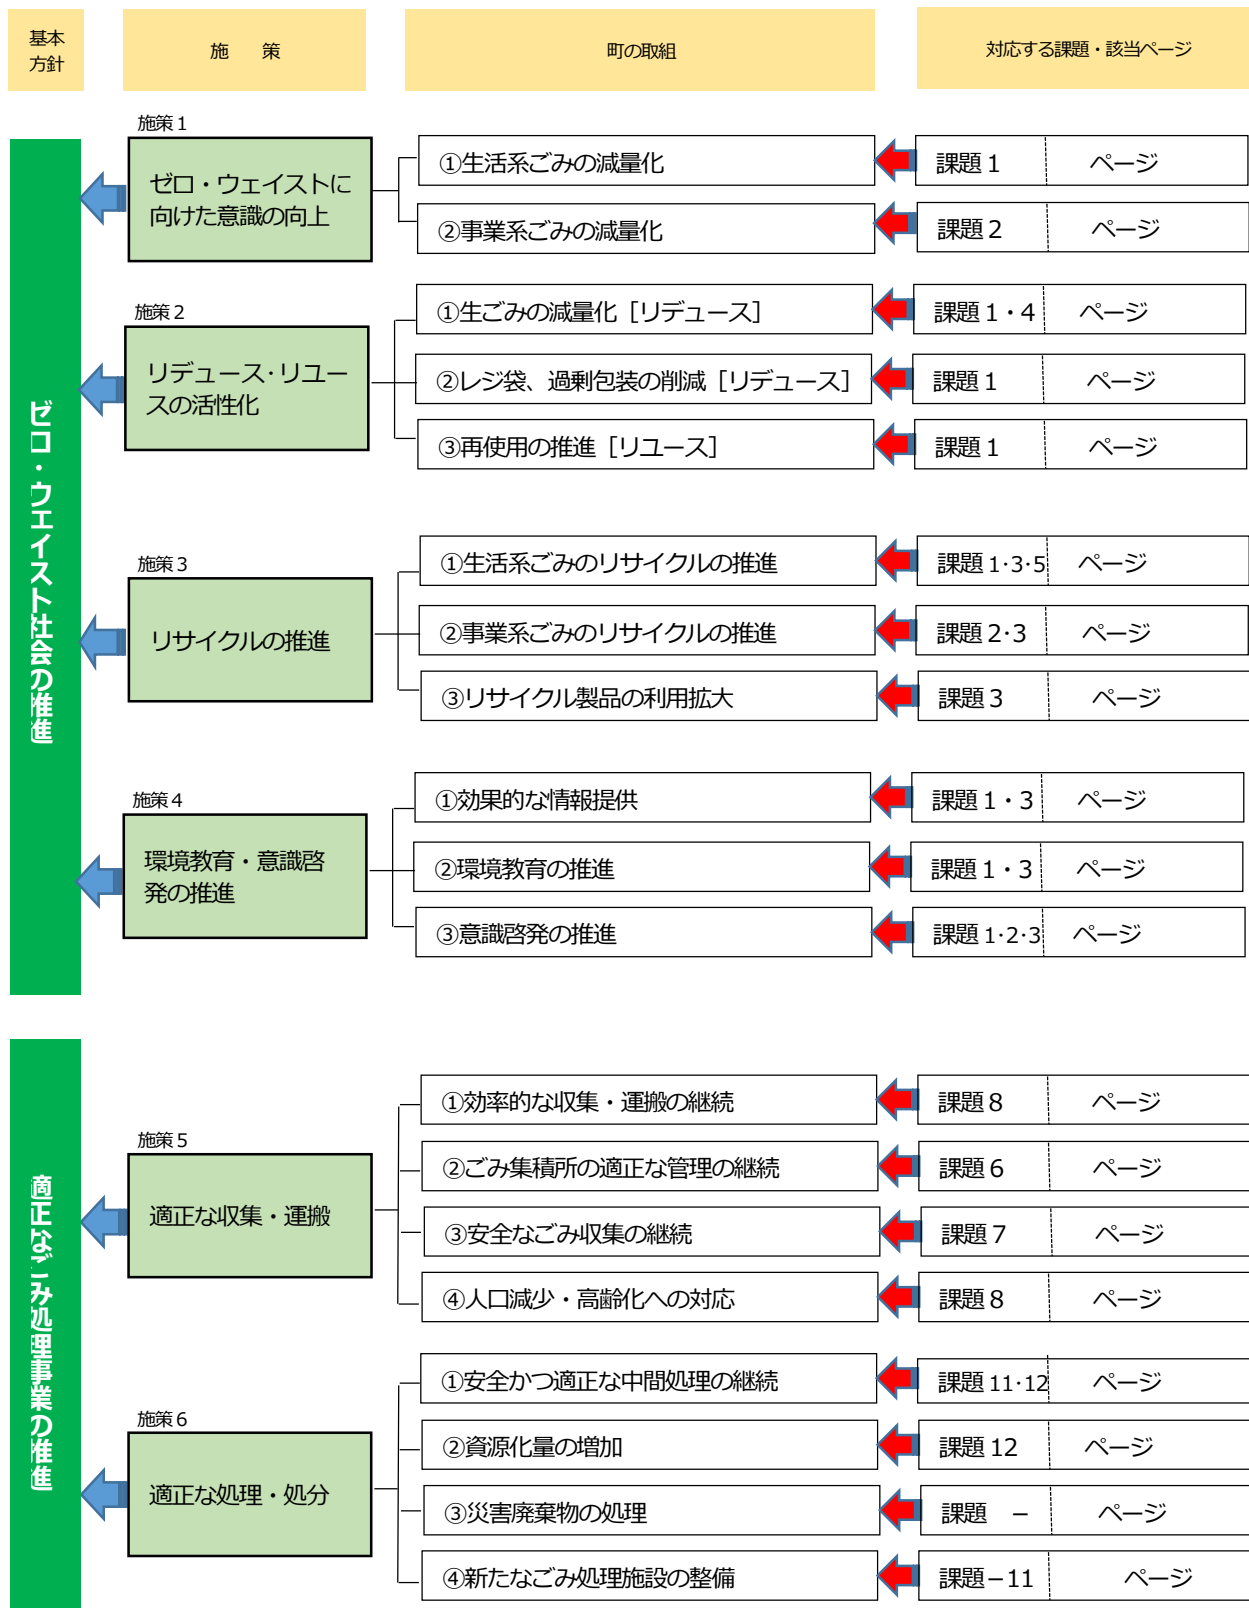 基本
方針
施　策
町の取組
対応する課題・該当ページ
ゼロ・ウェイスト社会の推進
施策１
ゼロ・ウェイストに
向けた意識の向上
①生活系ごみの減量化
課題１
ページ
②事業系ごみの減量化
課題２
ページ
施策２
リデュース・リユー
スの活性化
①生ごみの減量化［リデュース］
課題１・４
ページ
②レジ袋、過剰包装の削減［リデュース］
課題１
ページ
③再使用の推進［リユース］
課題１
ページ
施策３
リサイクルの推進
①生活系ごみのリサイクルの推進
課題1・3・5
ページ
②事業系ごみのリサイクルの推進
課題２・３
ページ
③リサイクル製品の利用拡大
課題３
ページ
施策４
環境教育・意識啓
発の推進
①効果的な情報提供
課題１・３
ページ
②環境教育の推進
課題１・３
ページ
③意識啓発の推進
課題1・2・3
ページ
適正なごみ処理事業の推進
施策５
適正な収集・運搬
①効率的な収集・運搬の継続
課題８
ページ
②ごみ集積所の適正な管理の継続
課題６
ページ
③安全なごみ収集の継続
課題７
ページ
④人口減少・高齢化への対応
課題８
ページ
施策６
適正な処理・処分
①安全かつ適正な中間処理の継続
課題11・12
ページ
②資源化量の増加
課題12
ページ
③災害廃棄物の処理
課題　－
ページ
④新たなごみ処理施設の整備
課題－11
ページ